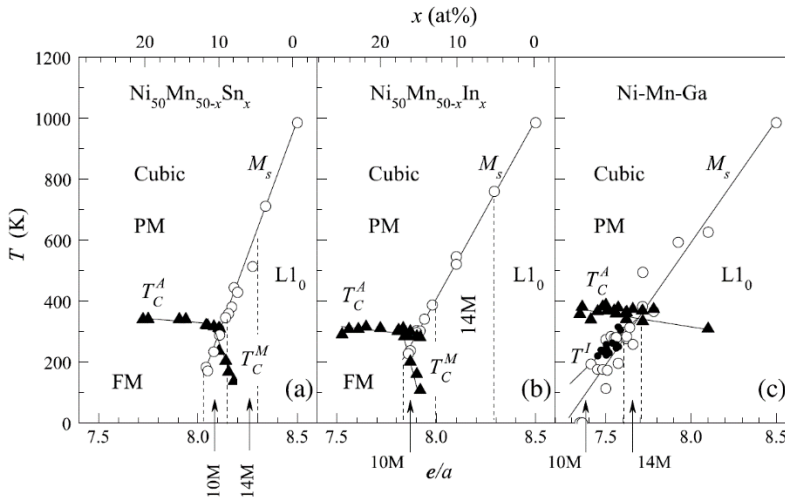 x (at%)
20 10 0 20 10 0
1200
1000
800
600
400
200
0
T (K)
Ni50Mn50-xSnx
Cubic
Ms
PM
L10
TCA
TCM
FM
(a)
7.5 8.0 8.5
10M
14M
Ni50Mn50-xInx
Cubic
Ms
PM
L10
14M
TCA
TCM
FM
(b)
7.5 8.0 8.5
10M
e/a
Ni-Mn-Ga
Cubic
Ms
PM
L10
TCA
TI
FM
(c)
7.5 8.0 8.5
10M
14M